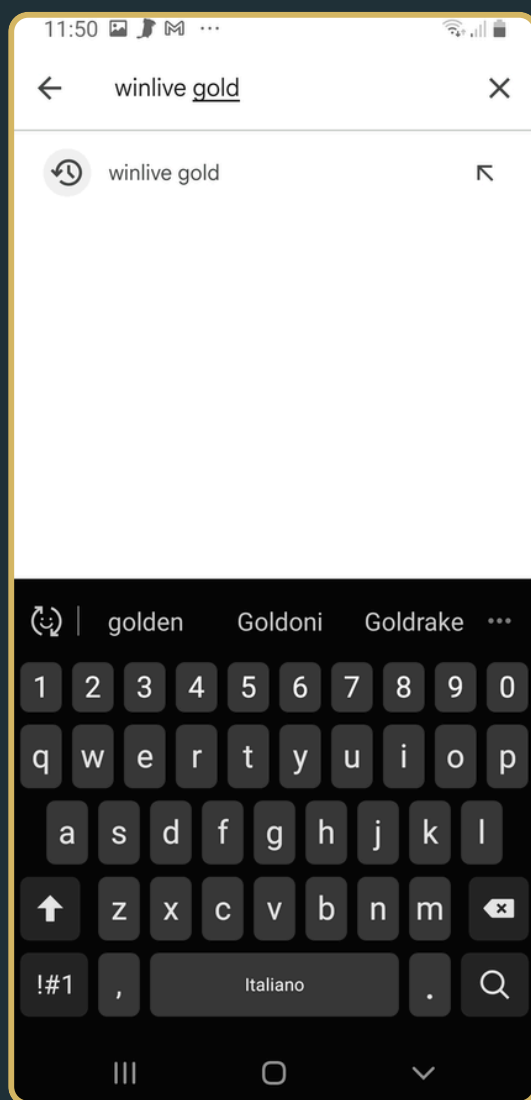 11:50
winlive gold
winlive gold
golden Goldoni Goldrake
1 2 3 4 5 6 7 8 9 0
q w e r t y u i o p
a s d f g h j k l
z x c v b n m
!#1 , Italiano .